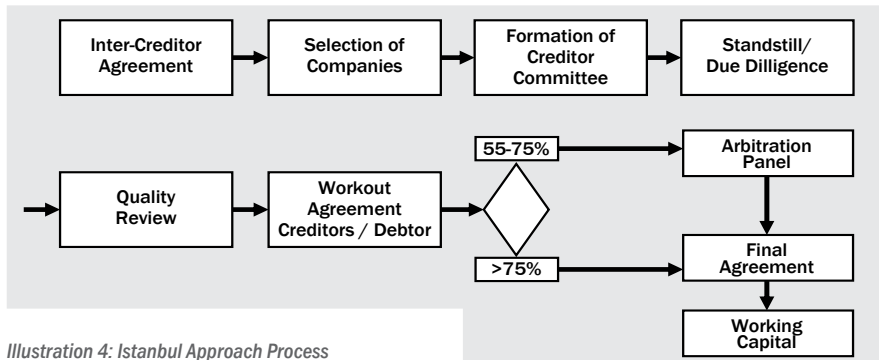 Inter-Creditor
Agreement
Selection of
Companies
Formation of
Creditor
Committee
Standstill/
Due Dilligence
Quality
Review
Workout
Agreement
Creditors / Debtor
55-75%
>75%
Arbitration
Panel
Final
Agreement
Working
Capital
Illustration 4: Istanbul Approach Process